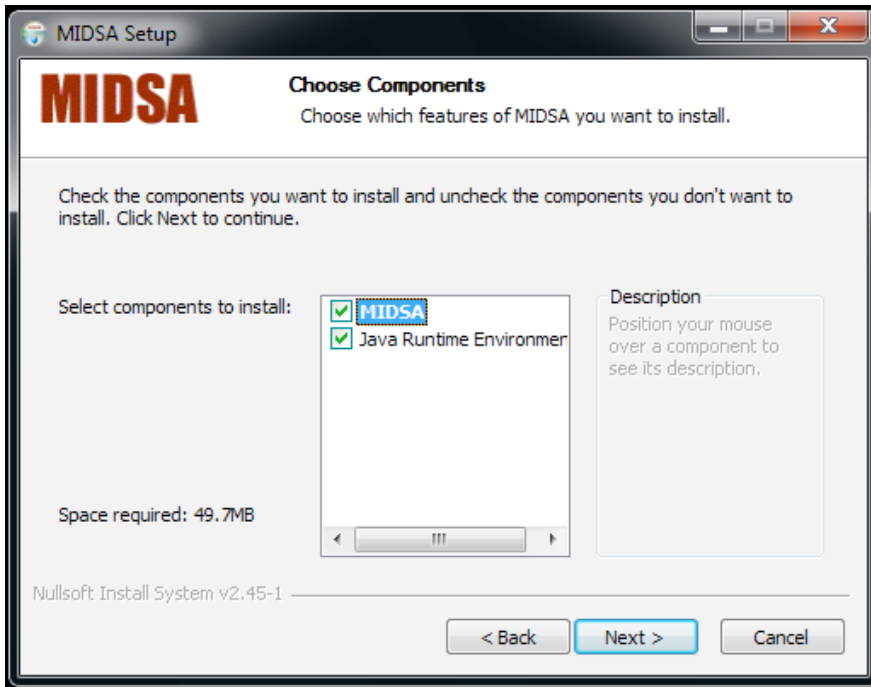 MIDSA Setup
MIDSA
Choose Components
Choose which features of MIDSA you want to install.
Check the components you want to install and uncheck the components you don't want to
install. Click Next to continue.
Select components to install:
MIDSA
Java Runtime Environmen
Description
Position your mouse
over a component to
see its description.
Space required: 49.7MB
Nullsoft Install System v2.45-1
< Back
Next >
Cancel